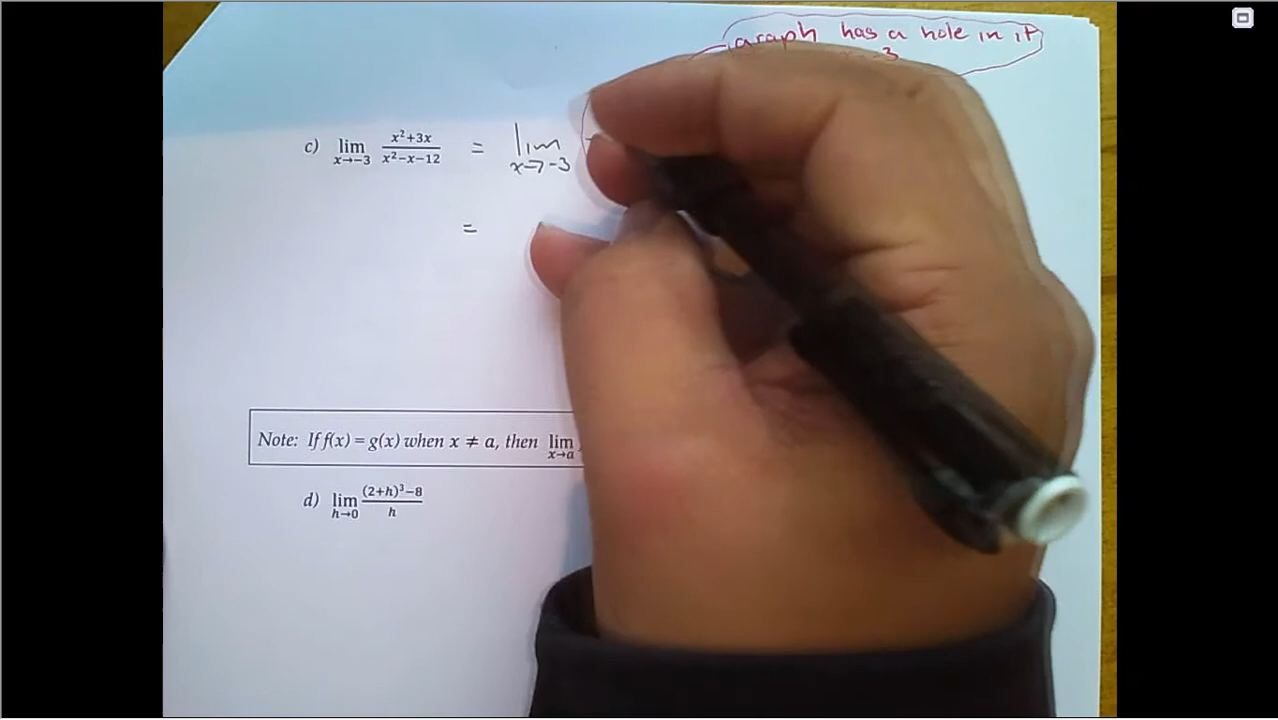 graph has a hole in it
-3
c) lim x→-3 x²+3x / x²-x-12 = lim x→-3
=
Note: If f(x) = g(x) when x ≠ a, then lim x→a
d) lim h→0 (2+h)³-8 / h